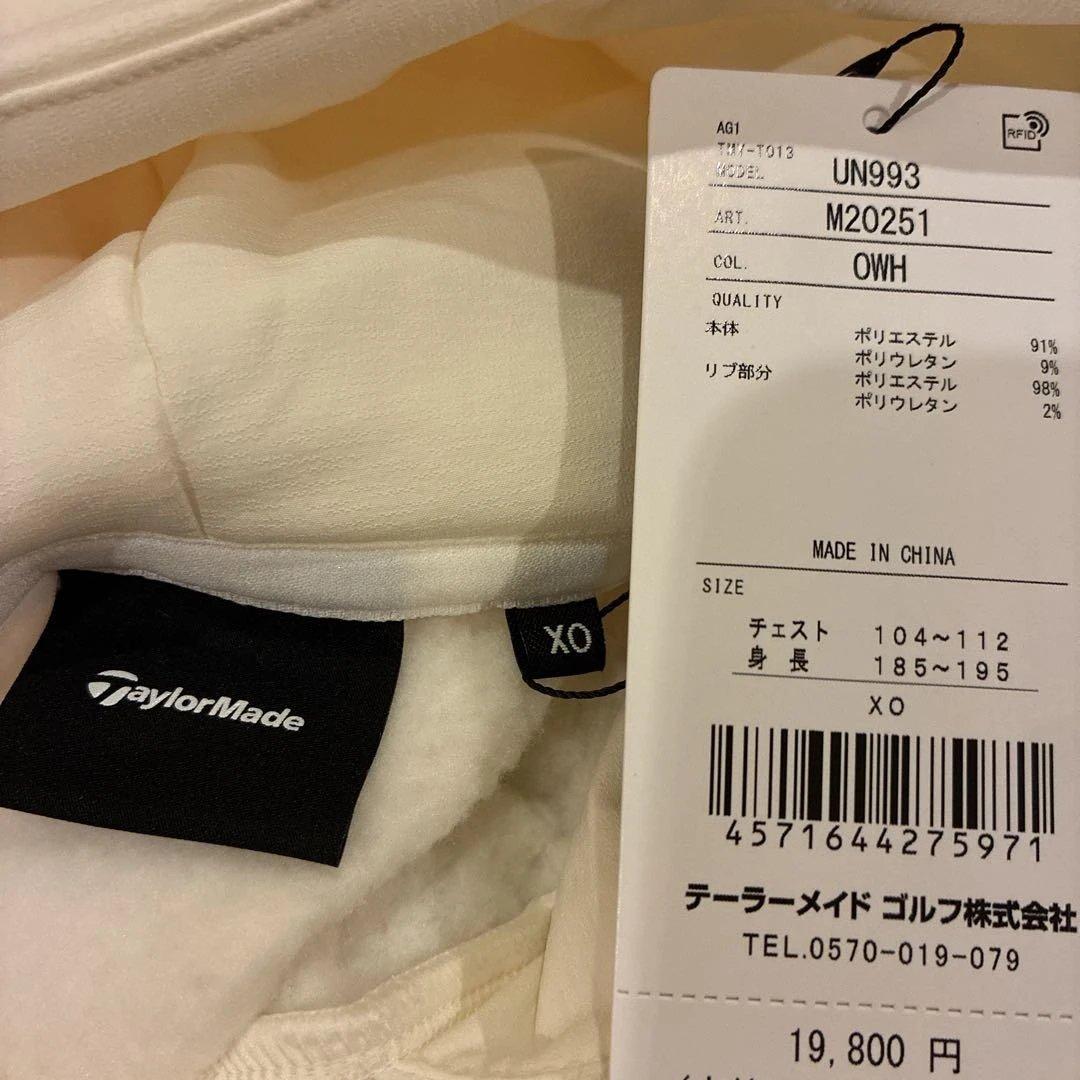 AG1
TMY-T013
RFID
MODEL UN993
ART. M20251
COL. OWH
QUALITY
本体 ポリエステル 91%
ポリウレタン 9%
リブ部分 ポリエステル 98%
ポリウレタン 2%
MADE IN CHINA
SIZE
チェスト 104~112
身長 185~195
XO
4571644275971
テーラーメイド ゴルフ株式会社
TEL.0570-019-079
19,800 円
TaylorMade
XO